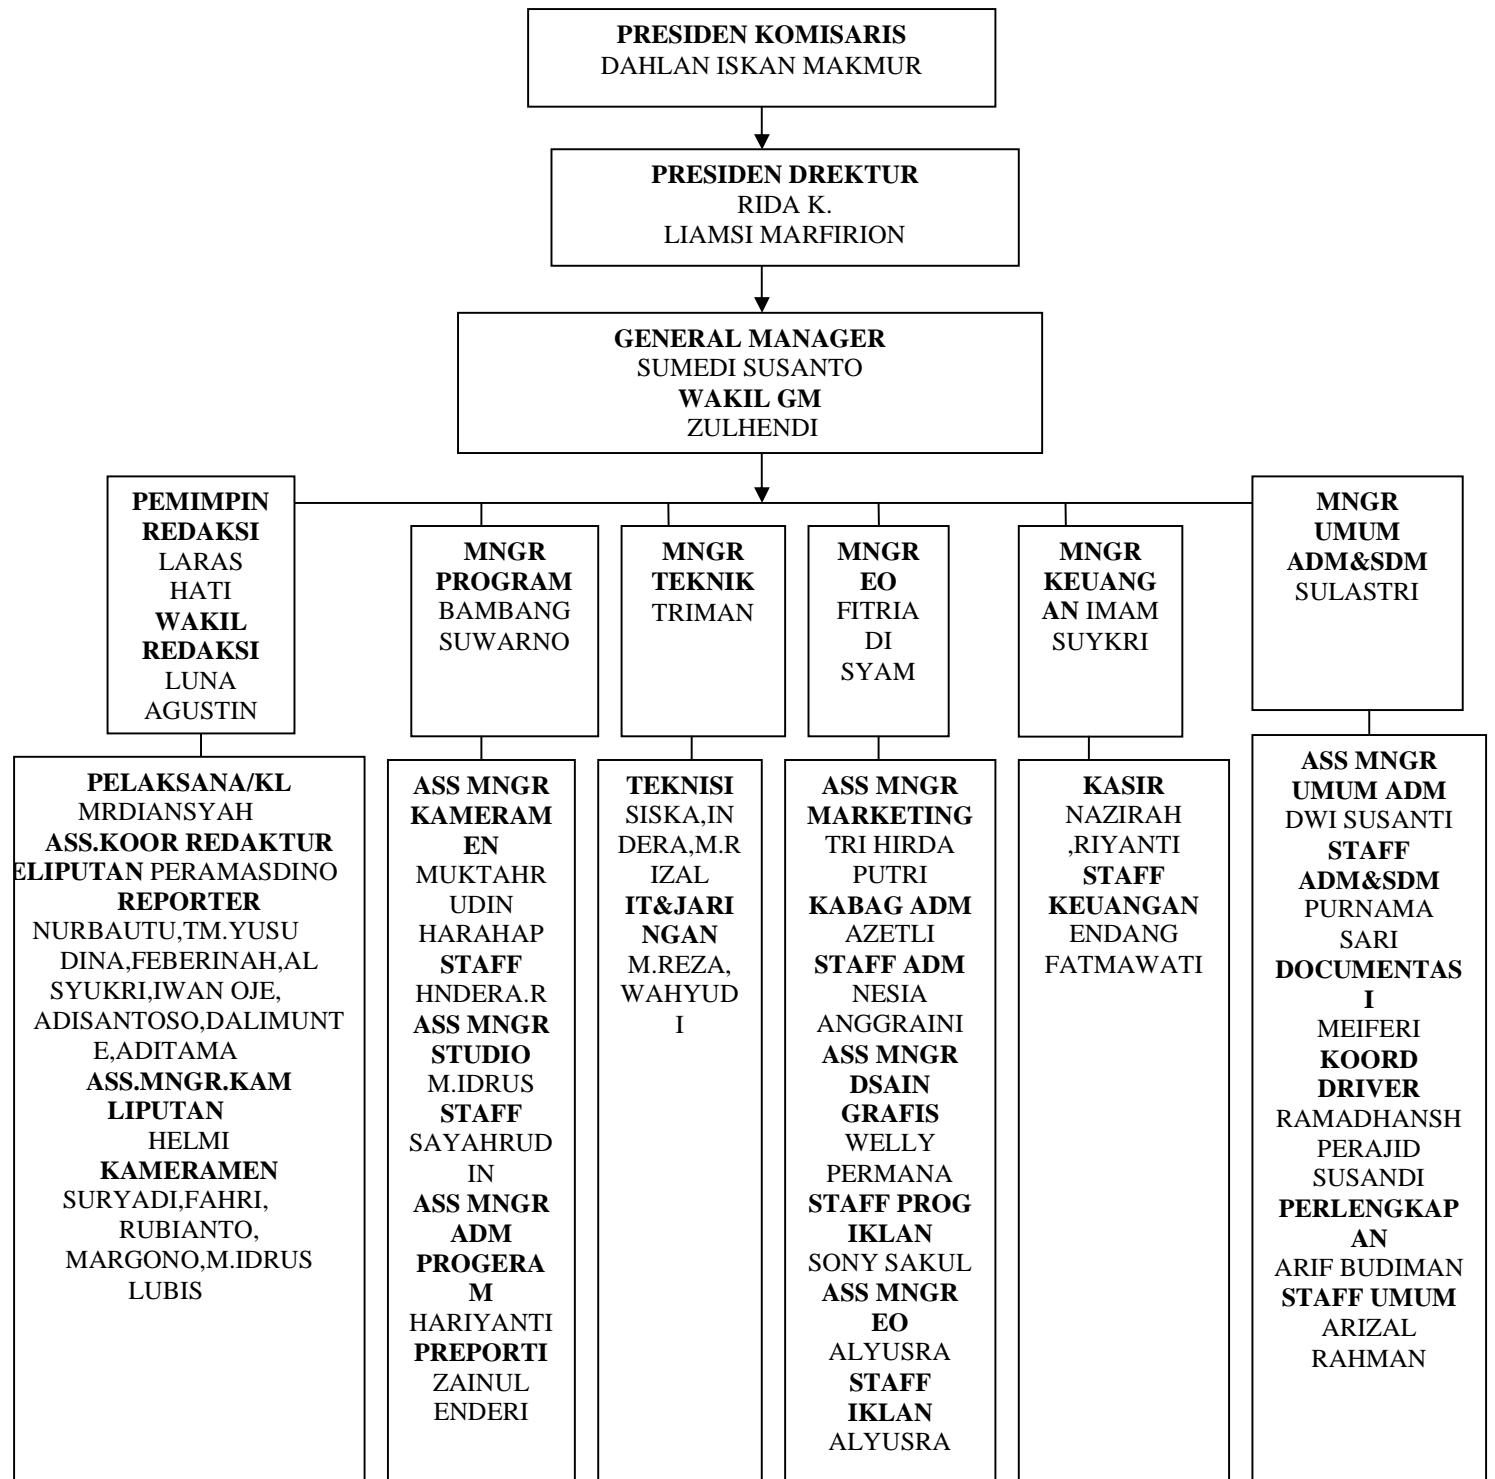 PRESIDEN KOMISARIS
DAHLAN ISKAN MAKMUR
PRESIDEN DREKTUR
RIDA K.
LIAMSI MARFIRION
GENERAL MANAGER
SUMEDI SUSANTO
WAKIL GM
ZULHENDI
PEMIMPIN
REDAKSI
LARAS
HATI
WAKIL
REDAKSI
LUNA
AGUSTIN
MNGR
PROGRAM
BAMBANG
SUWARNO
MNGR
TEKNIK
TRIMAN
MNGR
EO
FITRIA
DI
SYAM
MNGR
KEUANG
AN IMAM
SUYKRI
MNGR
UMUM
ADM&SDM
SULASTRI
PELAKSANA/KL
MRDIANSYAH
ASS.KOOR REDAKTUR
ELIPUTAN PERAMASDINO
REPORTER
NURBAUTU,TM.YUSU
DINA,FEBERINAH,AL
SYUKRI,IWAN OJE,
ADISANTOSO,DALIMUNT
E,ADITAMA
ASS.MNGR.KAM
LIPUTAN
HELMI
KAMERAMEN
SURYADI,FAHRI,
RUBIANTO,
MARGONO,M.IDRUS
LUBIS
ASS MNGR
KAMERAM
EN
MUKTAHR
UDIN
HARAHAP
STAFF
HNDERA.R
ASS MNGR
STUDIO
M.IDRUS
STAFF
SAYAHRUD
IN
ASS MNGR
ADM
PROGERA
M
HARIYANTI
PREPORTI
ZAINUL
ENDERI
TEKNISI
SISKA,IN
DERA,M.R
IZAL
IT&JARI
NGAN
M.REZA,
WAHYUD
I
ASS MNGR
MARKETING
TRI HIRDA
PUTRI
KABAG ADM
AZETLI
STAFF ADM
NESIA
ANGGRAINI
ASS MNGR
DSAIN
GRAFIS
WELLY
PERMANA
STAFF PROG
IKLAN
SONY SAKUL
ASS MNGR
EO
ALYUSRA
STAFF
IKLAN
ALYUSRA
KASIR
NAZIRAH
,RIYANTI
STAFF
KEUANGAN
ENDANG
FATMAWATI
ASS MNGR
UMUM ADM
DWI SUSANTI
STAFF
ADM&SDM
PURNAMA
SARI
DOCUMENTAS
I
MEIFERI
KOORD
DRIVER
RAMADHANSH
PERAJID
SUSANDI
PERLENGKAP
AN
ARIF BUDIMAN
STAFF UMUM
ARIZAL
RAHMAN